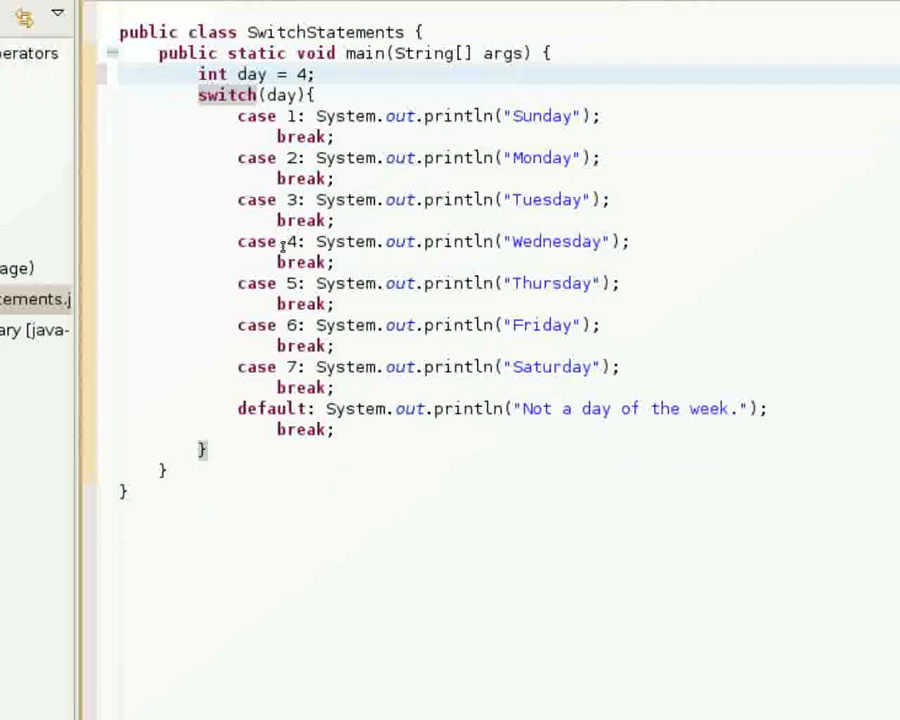 public class SwitchStatements {
public static void main(String[] args) {
int day = 4;
switch(day){
case 1: System.out.println("Sunday");
break;
case 2: System.out.println("Monday");
break;
case 3: System.out.println("Tuesday");
break;
case 4: System.out.println("Wednesday");
break;
case 5: System.out.println("Thursday");
break;
case 6: System.out.println("Friday");
break;
case 7: System.out.println("Saturday");
break;
default: System.out.println("Not a day of the week.");
break;
}
}
}
perators
age)
tements.j
ary [java-